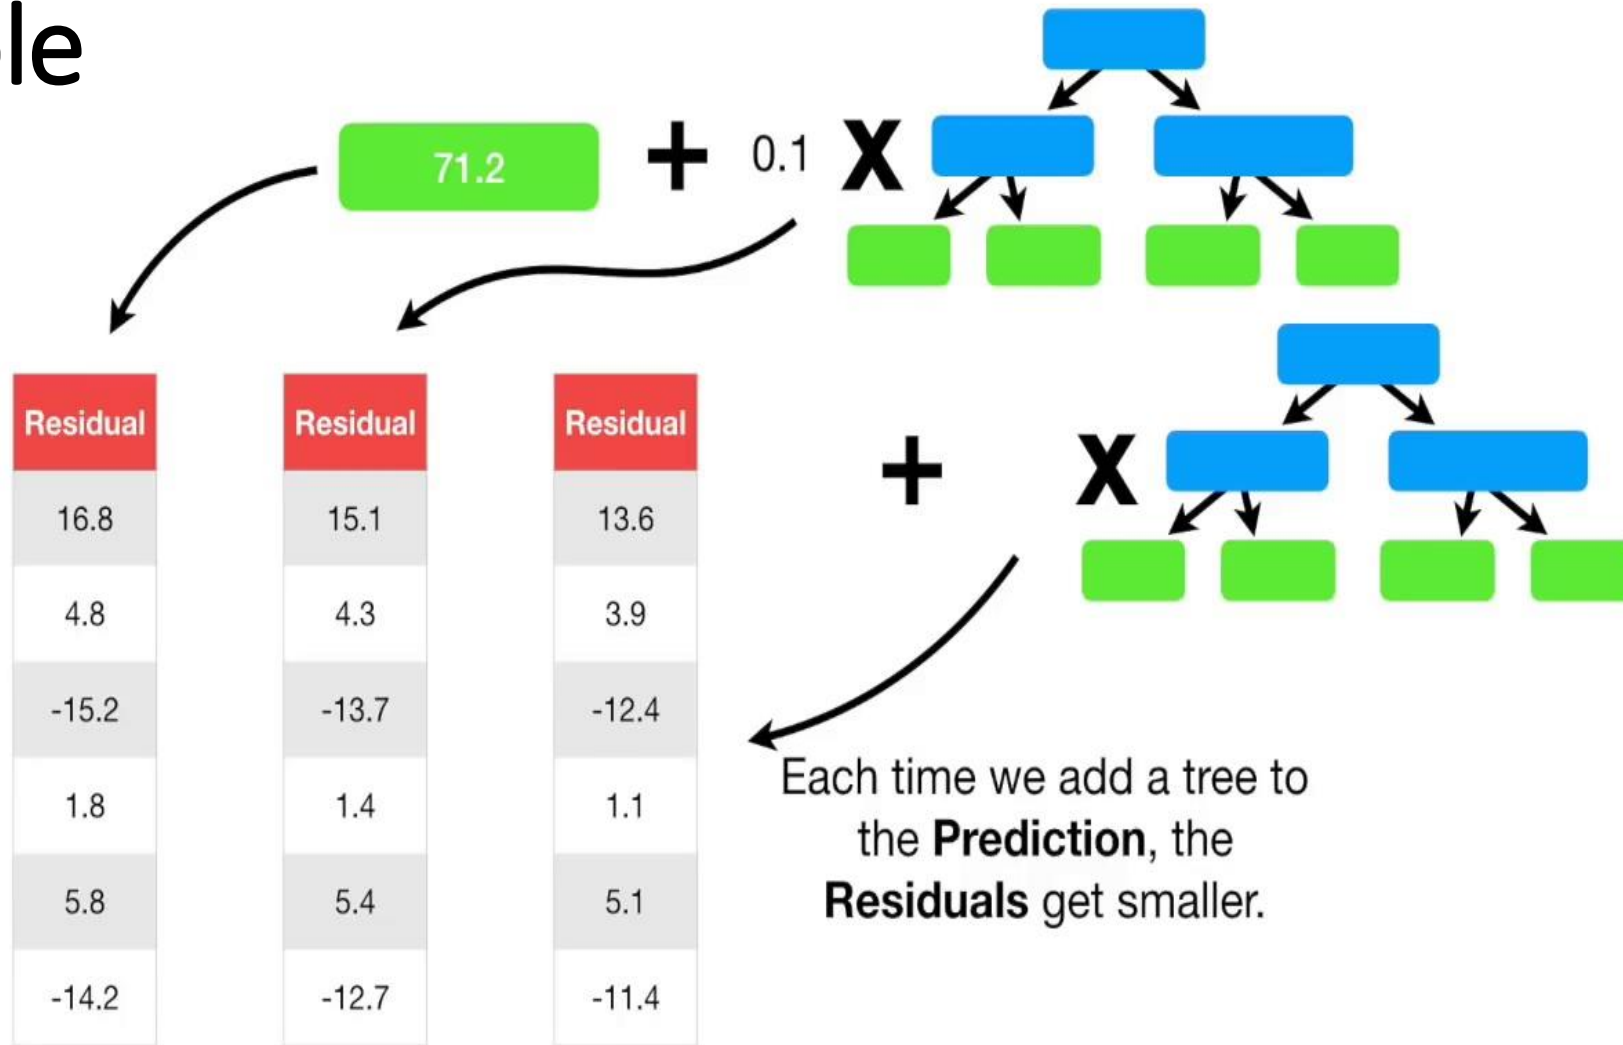 le
71.2 + 0.1 X
Residual Residual Residual
16.8 15.1 13.6
4.8 4.3 3.9
-15.2 -13.7 -12.4
1.8 1.4 1.1
5.8 5.4 5.1
-14.2 -12.7 -11.4
+ X
Each time we add a tree to
the Prediction, the
Residuals get smaller.